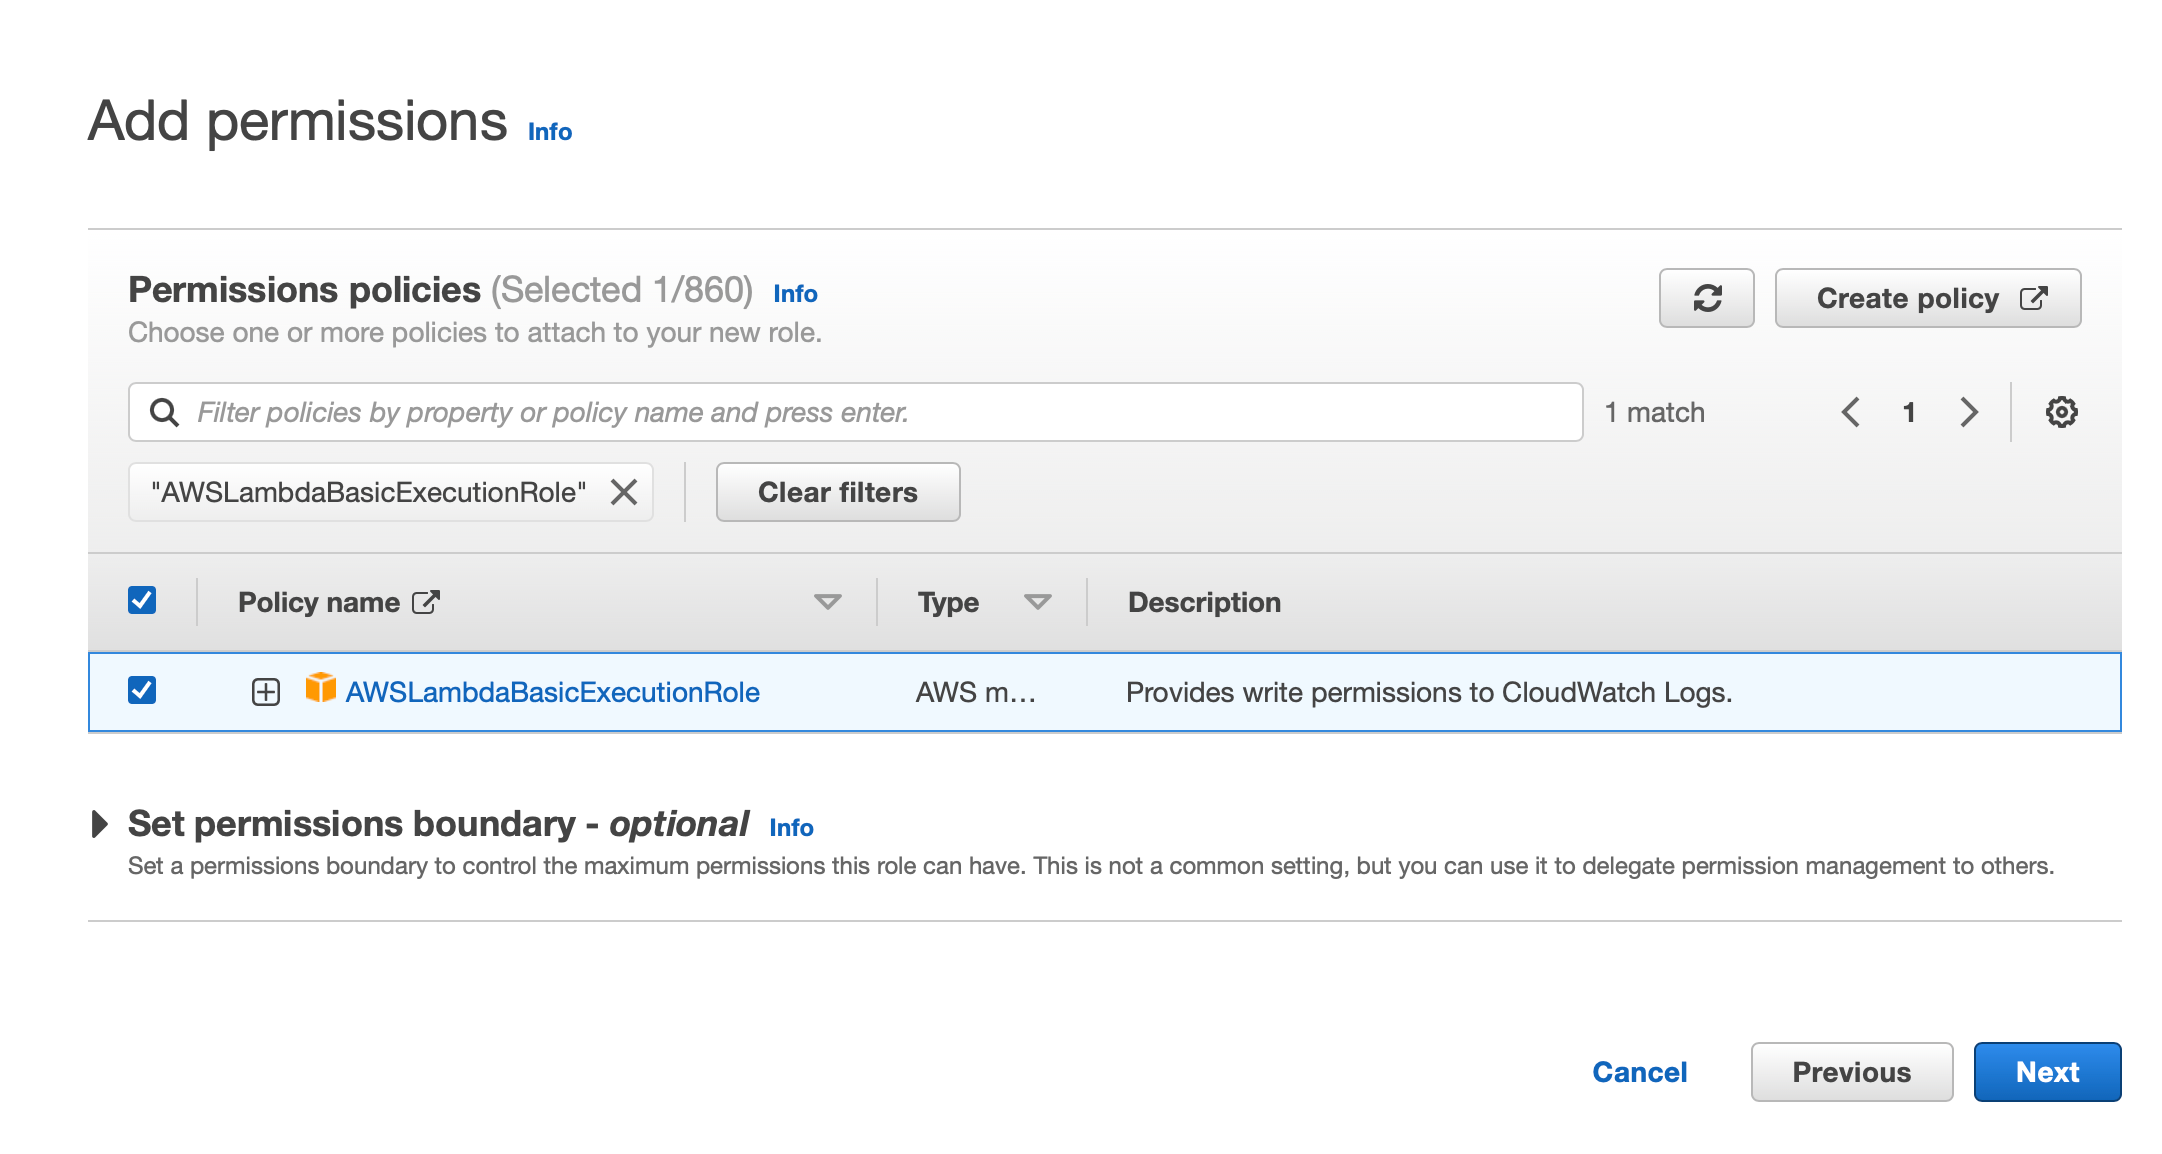 Add permissions Info
Permissions policies (Selected 1/860) Info
Create policy
Choose one or more policies to attach to your new role.
Filter policies by property or policy name and press enter.
1 match
1
"AWSLambdaBasicExecutionRole"
Clear filters
Policy name
Type
Description
AWSLambdaBasicExecutionRole
AWS m...
Provides write permissions to CloudWatch Logs.
Set permissions boundary - optional Info
Set a permissions boundary to control the maximum permissions this role can have. This is not a common setting, but you can use it to delegate permission management to others.
Cancel
Previous
Next